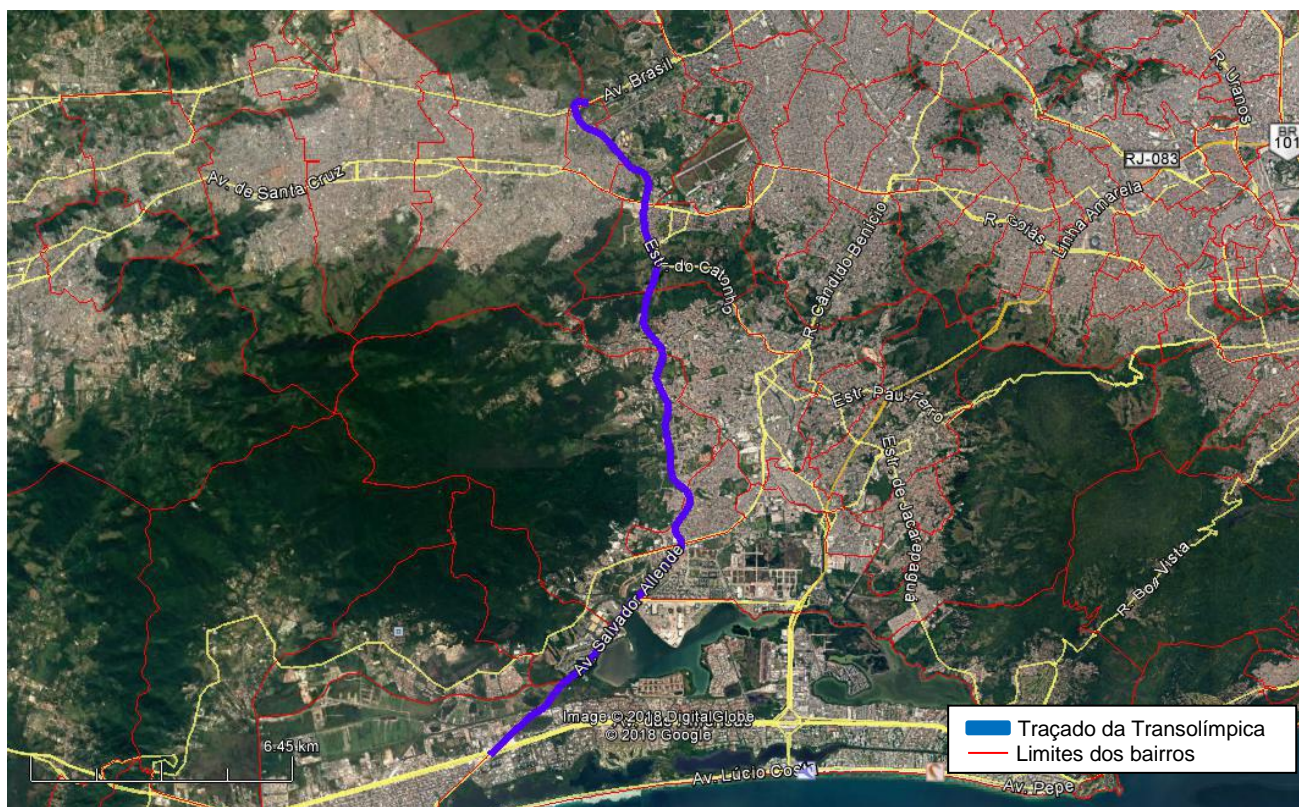 Av. Brasil
R. Uranos
BR
101
RJ-083
Av. de Santa Cruz
R. Goiás
Linha Amarela
R. Cândido Benício
Estr. do Catonho
Estr. Pau-Ferro
Estr. de Jacarepaguá
R. Boa Vista
Av. Salvador Allende
Image © 2018 DigitalGlobe
© 2018 Google
6.45 km
Av. Lúcio Costa
Av. Pepe
Traçado da Transolímpica
Limites dos bairros